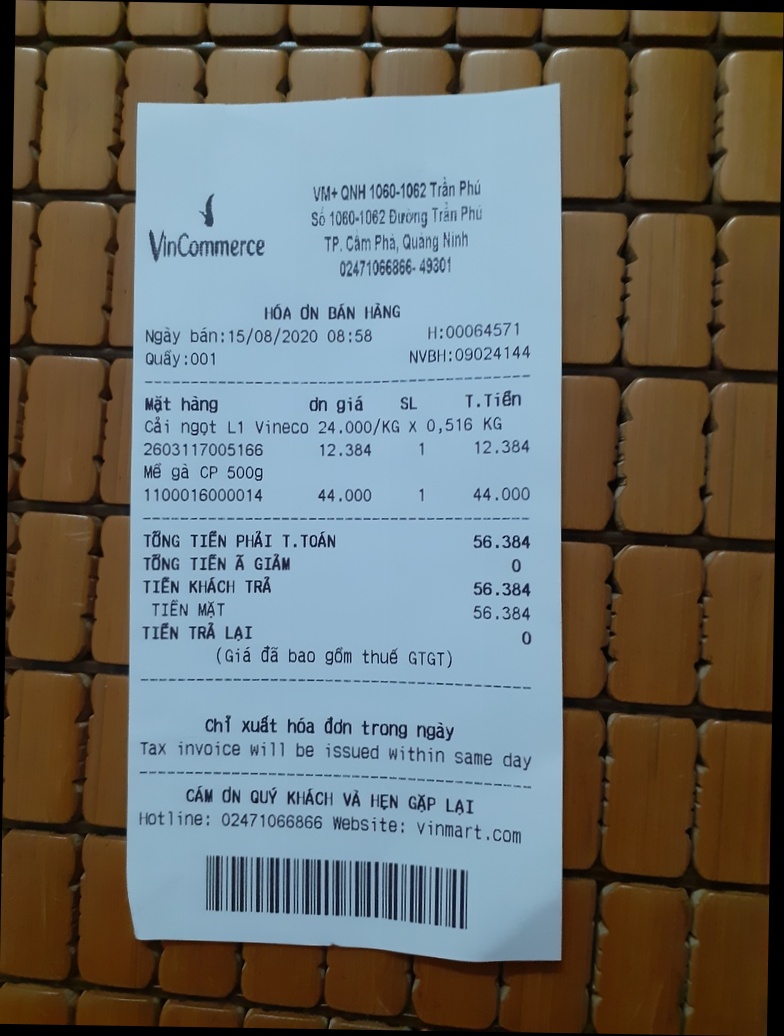 VinCommerce
VM+ QNH 1060-1062 Trần Phú
Số 1060-1062 Đường Trần Phú
TP. Cẩm Phả, Quảng Ninh
02471066866- 49301
HÓA ƠN BÁN HÀNG
Ngày bán:15/08/2020 08:58 H:00064571
Quầy:001 NVBH:09024144
Mặt hàng ơn giá SL T.Tiền
Cải ngọt L1 Vineco 24.000/KG X 0,516 KG
2603117005166 12.384 1 12.384
Mề gà CP 500g
1100016000014 44.000 1 44.000
TỔNG TIỀN PHẢI T.TOÁN 56.384
TỔNG TIỀN Ã GIẢM 0
TIỀN KHÁCH TRẢ 56.384
TIỀN MẶT 56.384
TIỀN TRẢ LẠI 0
(Giá đã bao gồm thuế GTGT)
Chỉ xuất hóa đơn trong ngày
Tax invoice will be issued within same day
CÁM ƠN QUÝ KHÁCH VÀ HẸN GẶP LẠI
Hotline: 02471066866 Website: vinmart.com